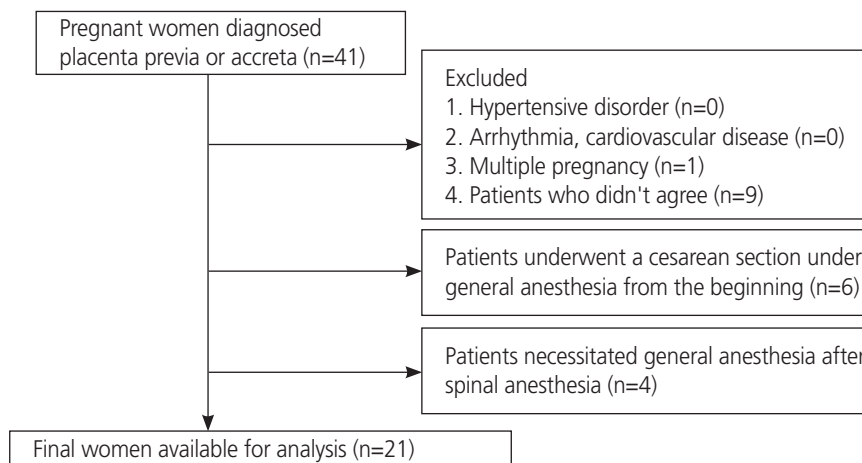 Pregnant women diagnosed
placenta previa or accreta (n=41)
Excluded
1. Hypertensive disorder (n=0)
2. Arrhythmia, cardiovascular disease (n=0)
3. Multiple pregnancy (n=1)
4. Patients who didn't agree (n=9)
Patients underwent a cesarean section under
general anesthesia from the beginning (n=6)
Patients necessitated general anesthesia after
spinal anesthesia (n=4)
Final women available for analysis (n=21)